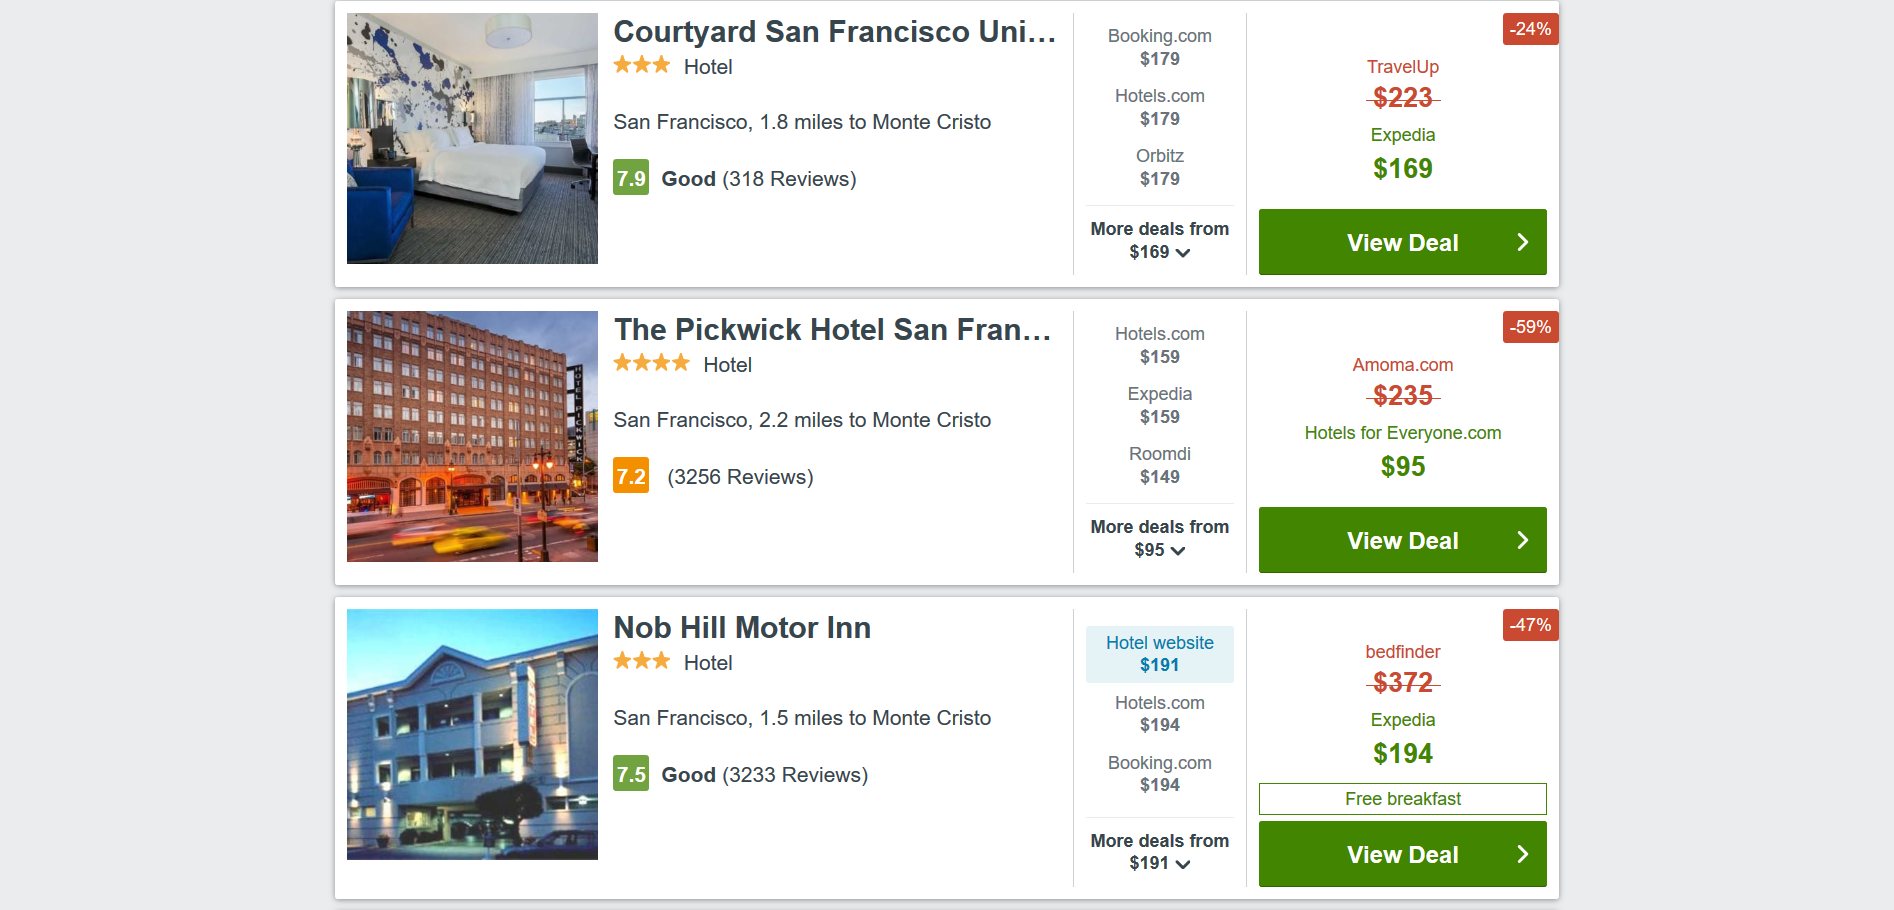 Courtyard San Francisco Uni...
Hotel
San Francisco, 1.8 miles to Monte Cristo
7.9 Good (318 Reviews)
Booking.com
$179
Hotels.com
$179
Orbitz
$179
More deals from
$169
-24%
TravelUp
$223
Expedia
$169
View Deal
HOTEL PICKWICK
The Pickwick Hotel San Fran...
Hotel
San Francisco, 2.2 miles to Monte Cristo
7.2 (3256 Reviews)
Hotels.com
$159
Expedia
$159
Roomdi
$149
More deals from
$95
-59%
Amoma.com
$235
Hotels for Everyone.com
$95
View Deal
Nob Hill Motor Inn
Hotel
San Francisco, 1.5 miles to Monte Cristo
7.5 Good (3233 Reviews)
Hotel website
$191
Hotels.com
$194
Booking.com
$194
More deals from
$191
-47%
bedfinder
$372
Expedia
$194
Free breakfast
View Deal